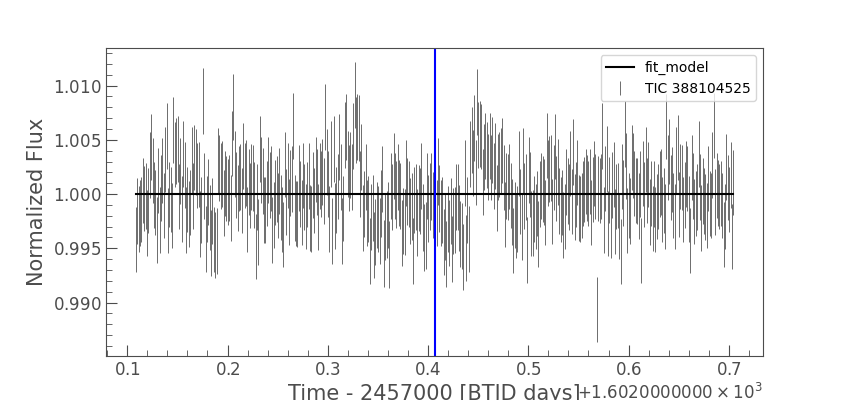 fit_model
TIC 388104525
Normalized Flux
1.010
1.005
1.000
0.995
0.990
0.1 0.2 0.3 0.4 0.5 0.6 0.7
Time - 2457000 [BTJD days]
+1.6020000000 × 10³